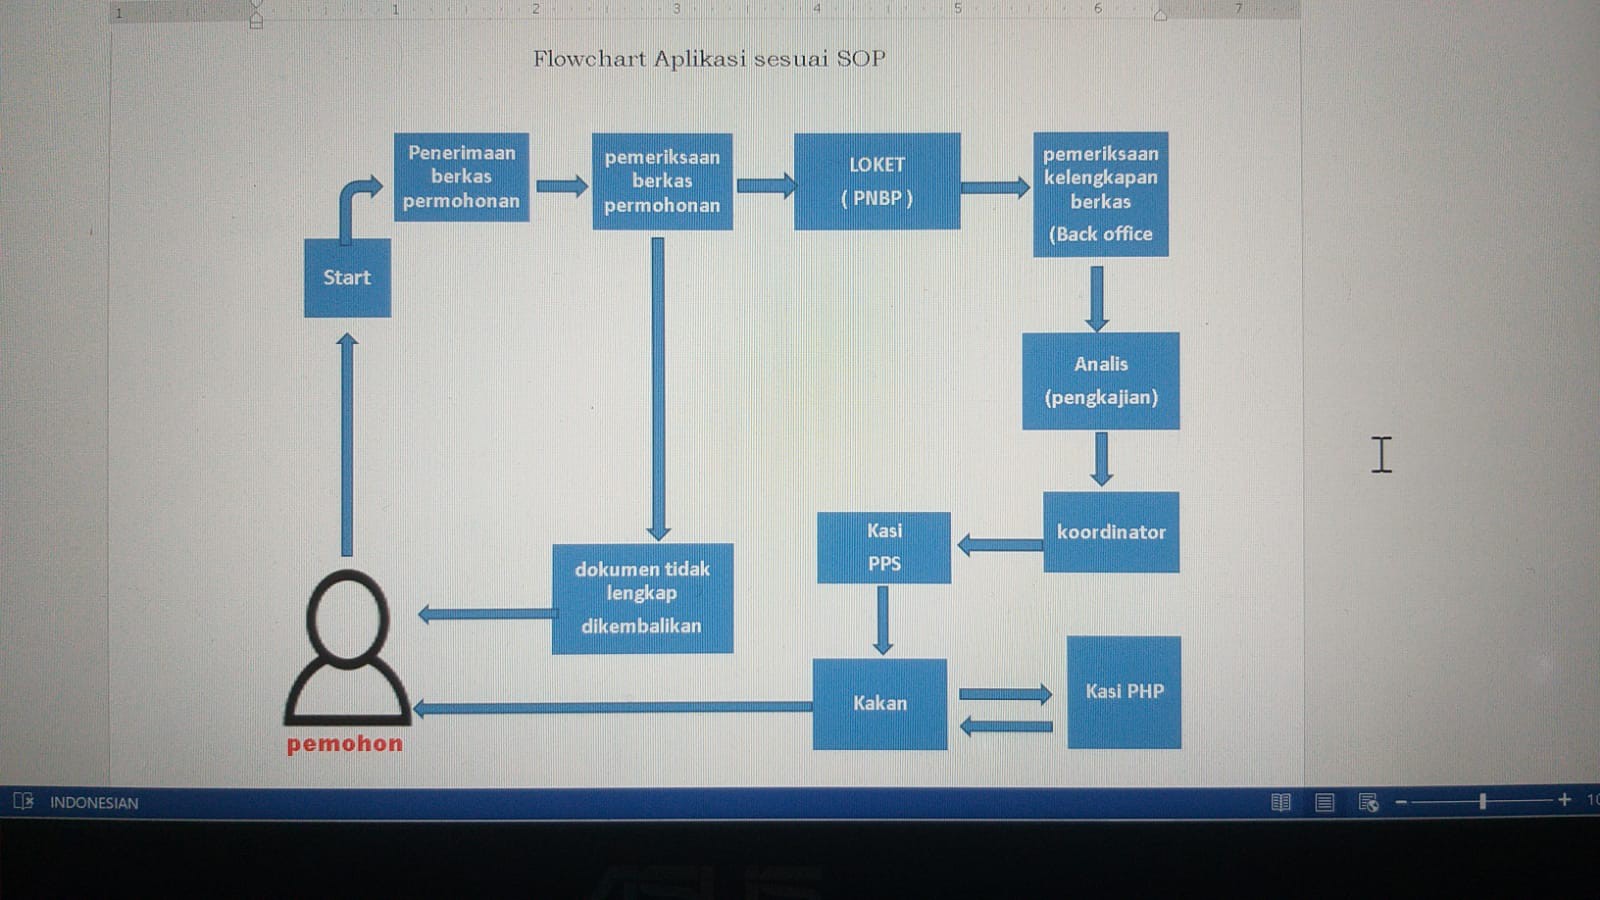 1 1 2 3 4 5 6 7
Flowchart Aplikasi sesuai SOP
Penerimaan
berkas
permohonan
pemeriksaan
berkas
permohonan
LOKET
( PNBP )
pemeriksaan
kelengkapan
berkas
(Back office
Start
Analis
(pengkajian)
koordinator
Kasi
PPS
dokumen tidak
lengkap
dikembalikan
Kakan
Kasi PHP
pemohon
INDONESIAN
ASUS